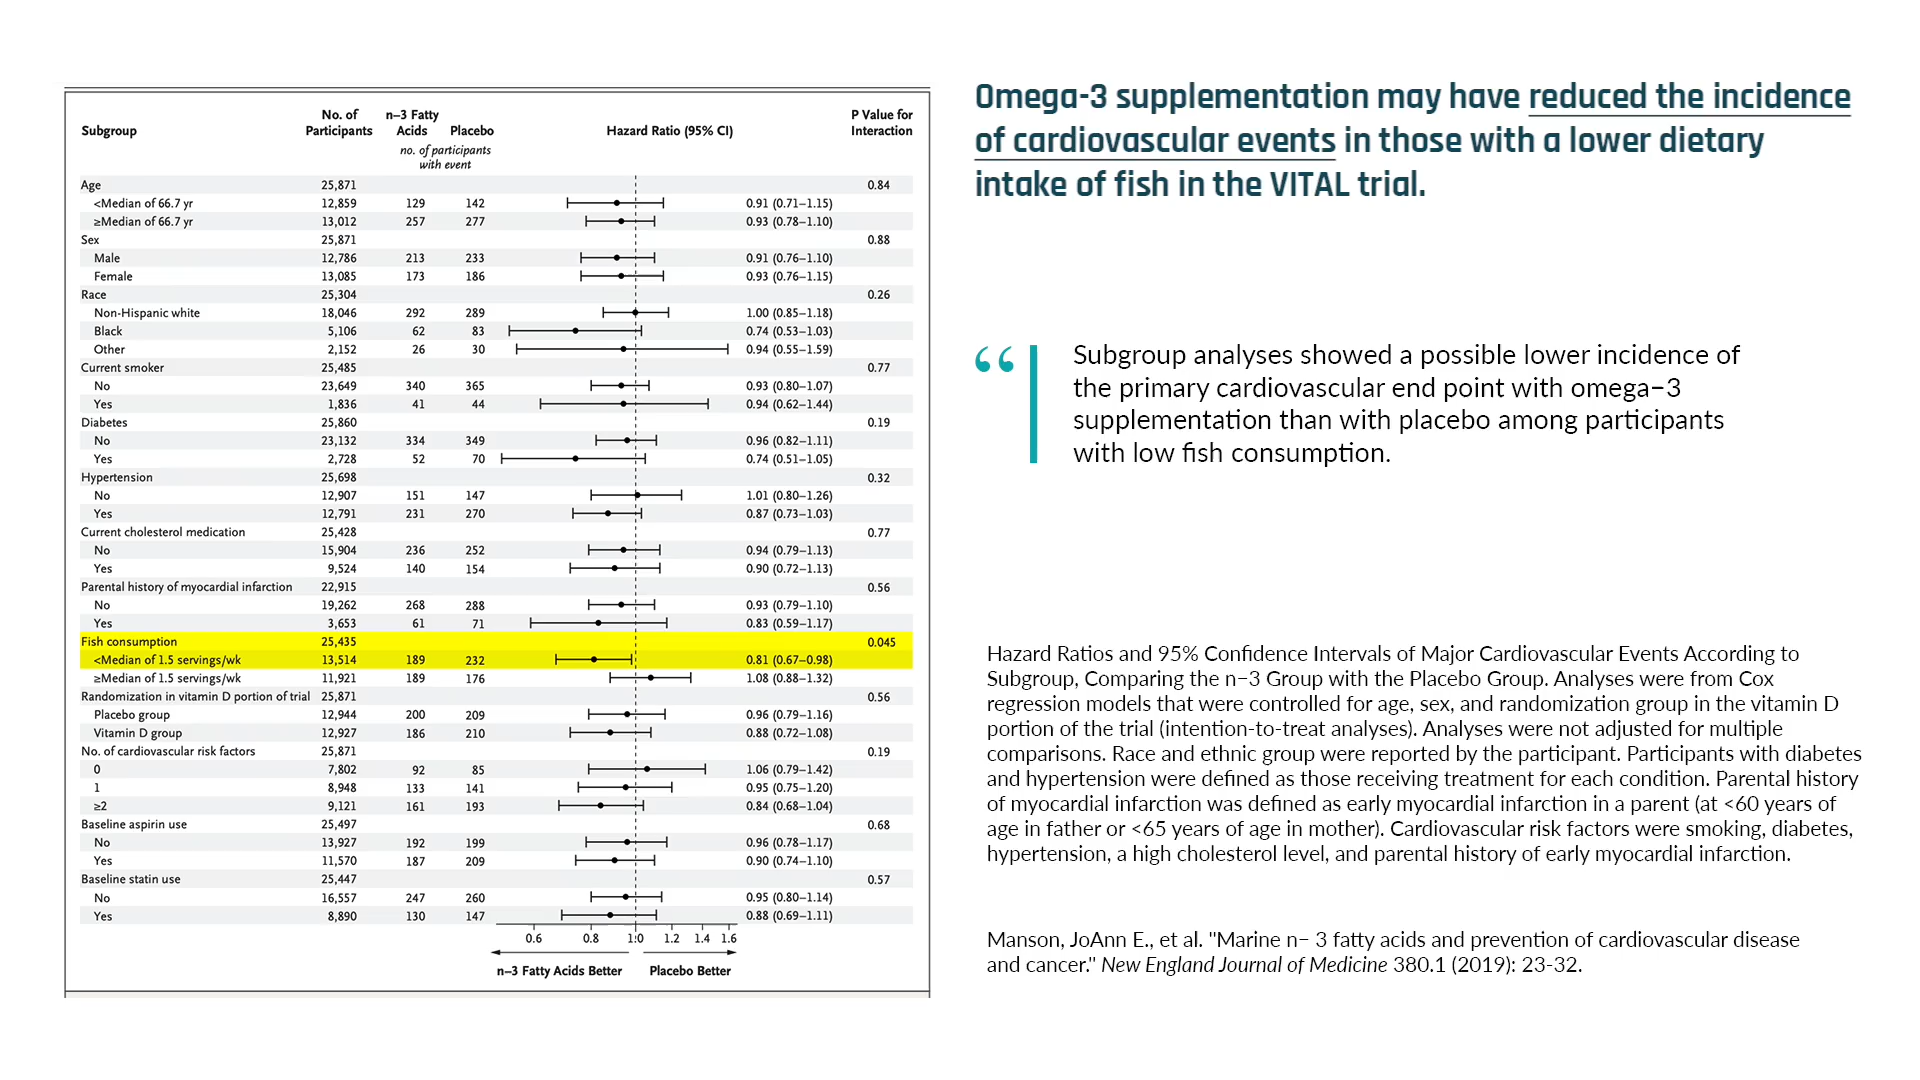 Omega-3 supplementation may have reduced the incidence
of cardiovascular events in those with a lower dietary
intake of fish in the VITAL trial.
Subgroup No. of Participants n–3 Fatty Acids Placebo Hazard Ratio (95% CI) P Value for Interaction
no. of participants with event
Age 25,871 0.84
<Median of 66.7 yr 12,859 129 142 0.91 (0.71–1.15)
≥Median of 66.7 yr 13,012 257 277 0.93 (0.78–1.10)
Sex 25,871 0.88
Male 12,786 213 233 0.91 (0.76–1.10)
Female 13,085 173 186 0.93 (0.76–1.15)
Race 25,304 0.26
Non-Hispanic white 18,046 292 289 1.00 (0.85–1.18)
Black 5,106 62 83 0.74 (0.53–1.03)
Other 2,152 26 30 0.94 (0.55–1.59)
Current smoker 25,485 0.77
No 23,649 340 365 0.93 (0.80–1.07)
Yes 1,836 41 44 0.94 (0.62–1.44)
Diabetes 25,860 0.19
No 23,132 334 349 0.96 (0.82–1.11)
Yes 2,728 52 70 0.74 (0.51–1.05)
Hypertension 25,698 0.32
No 12,907 151 147 1.01 (0.80–1.26)
Yes 12,791 231 270 0.87 (0.73–1.03)
Current cholesterol medication 25,428 0.77
No 15,904 236 252 0.94 (0.79–1.13)
Yes 9,524 140 154 0.90 (0.72–1.13)
Parental history of myocardial infarction 22,915 0.56
No 19,262 268 288 0.93 (0.79–1.10)
Yes 3,653 61 71 0.83 (0.59–1.17)
Fish consumption 25,435 0.045
<Median of 1.5 servings/wk 13,514 189 232 0.81 (0.67–0.98)
≥Median of 1.5 servings/wk 11,921 189 176 1.08 (0.88–1.32)
Randomization in vitamin D portion of trial 25,871 0.56
Placebo group 12,944 200 209 0.96 (0.79–1.16)
Vitamin D group 12,927 186 210 0.88 (0.72–1.08)
No. of cardiovascular risk factors 25,871 0.19
0 7,802 92 85 1.06 (0.79–1.42)
1 8,948 133 141 0.95 (0.75–1.20)
≥2 9,121 161 193 0.84 (0.68–1.04)
Baseline aspirin use 25,497 0.68
No 13,927 192 199 0.96 (0.78–1.17)
Yes 11,570 187 209 0.90 (0.74–1.10)
Baseline statin use 25,447 0.57
No 16,557 247 260 0.95 (0.80–1.14)
Yes 8,890 130 147 0.88 (0.69–1.11)
0.6 0.8 1.0 1.2 1.4 1.6
n–3 Fatty Acids Better Placebo Better
“ Subgroup analyses showed a possible lower incidence of
the primary cardiovascular end point with omega–3
supplementation than with placebo among participants
with low fish consumption.
Hazard Ratios and 95% Confidence Intervals of Major Cardiovascular Events According to
Subgroup, Comparing the n–3 Group with the Placebo Group. Analyses were from Cox
regression models that were controlled for age, sex, and randomization group in the vitamin D
portion of the trial (intention-to-treat analyses). Analyses were not adjusted for multiple
comparisons. Race and ethnic group were reported by the participant. Participants with diabetes
and hypertension were defined as those receiving treatment for each condition. Parental history
of myocardial infarction was defined as early myocardial infarction in a parent (at <60 years of
age in father or <65 years of age in mother). Cardiovascular risk factors were smoking, diabetes,
hypertension, a high cholesterol level, and parental history of early myocardial infarction.
Manson, JoAnn E., et al. "Marine n– 3 fatty acids and prevention of cardiovascular disease
and cancer." New England Journal of Medicine 380.1 (2019): 23-32.